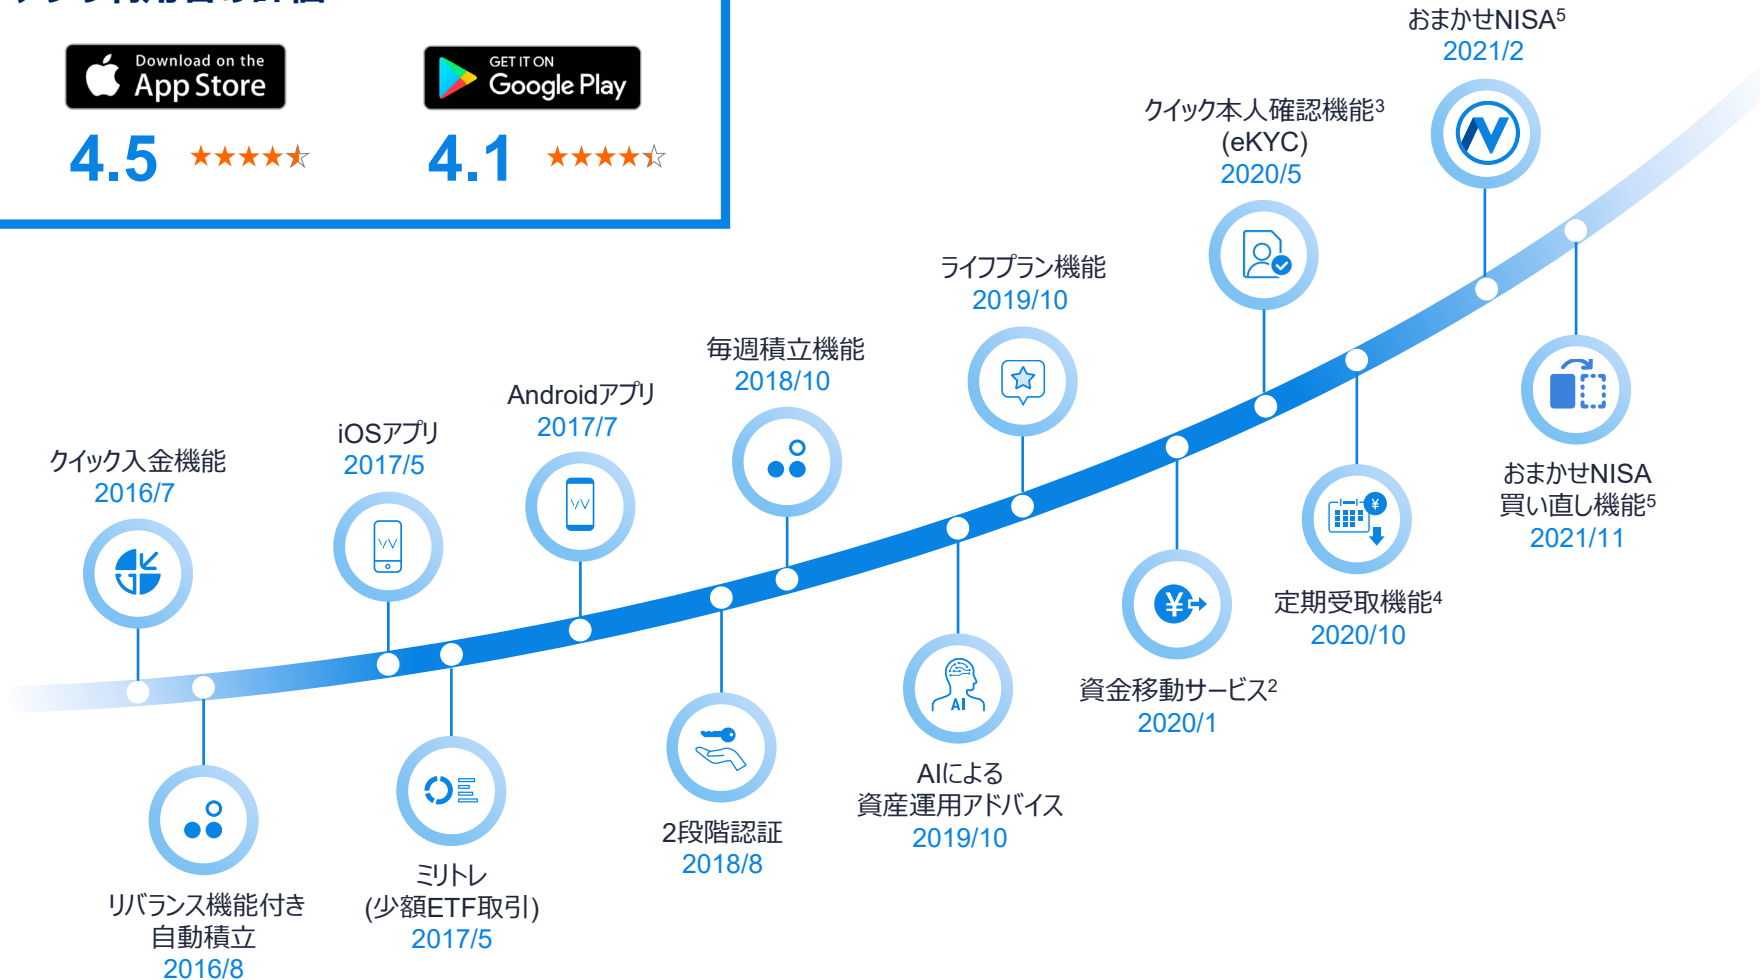 Download on the
App Store
GET IT ON
Google Play
4.5
4.1
おまかせNISA5
2021/2
クイック本人確認機能3
(eKYC)
2020/5
ライフプラン機能
2019/10
毎週積立機能
2018/10
Androidアプリ
2017/7
iOSアプリ
2017/5
クイック入金機能
2016/7
リバランス機能付き
自動積立
2016/8
ミリトレ
(少額ETF取引)
2017/5
2段階認証
2018/8
AI
AIによる
資産運用アドバイス
2019/10
¥
資金移動サービス2
2020/1
¥
定期受取機能4
2020/10
おまかせNISA
買い直し機能5
2021/11